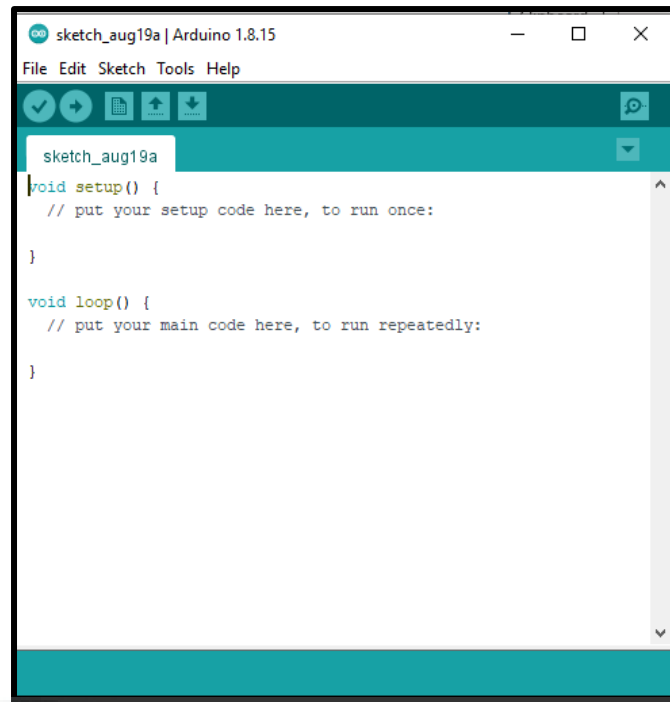 sketch_aug19a | Arduino 1.8.15
File Edit Sketch Tools Help
sketch_aug19a
void setup() {
  // put your setup code here, to run once:

}

void loop() {
  // put your main code here, to run repeatedly:

}